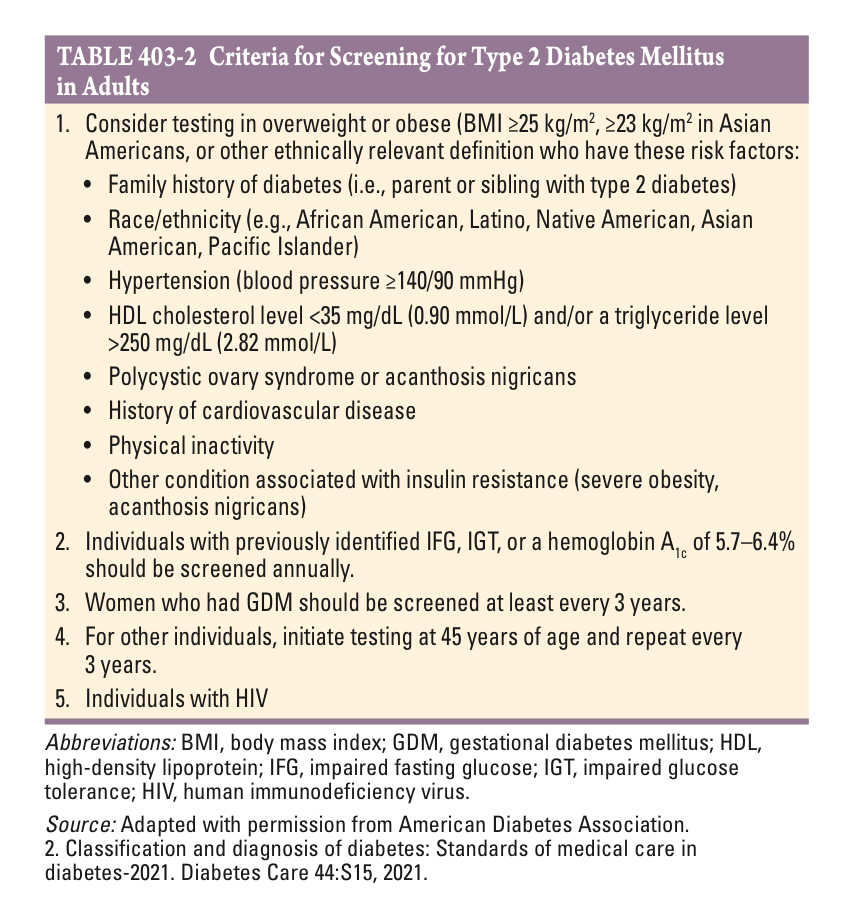 TABLE 403-2 Criteria for Screening for Type 2 Diabetes Mellitus
in Adults
1. Consider testing in overweight or obese (BMI ≥25 kg/m², ≥23 kg/m² in Asian
Americans, or other ethnically relevant definition who have these risk factors:
• Family history of diabetes (i.e., parent or sibling with type 2 diabetes)
• Race/ethnicity (e.g., African American, Latino, Native American, Asian
American, Pacific Islander)
• Hypertension (blood pressure ≥140/90 mmHg)
• HDL cholesterol level <35 mg/dL (0.90 mmol/L) and/or a triglyceride level
>250 mg/dL (2.82 mmol/L)
• Polycystic ovary syndrome or acanthosis nigricans
• History of cardiovascular disease
• Physical inactivity
• Other condition associated with insulin resistance (severe obesity,
acanthosis nigricans)
2. Individuals with previously identified IFG, IGT, or a hemoglobin A1c of 5.7–6.4%
should be screened annually.
3. Women who had GDM should be screened at least every 3 years.
4. For other individuals, initiate testing at 45 years of age and repeat every
3 years.
5. Individuals with HIV
Abbreviations: BMI, body mass index; GDM, gestational diabetes mellitus; HDL,
high-density lipoprotein; IFG, impaired fasting glucose; IGT, impaired glucose
tolerance; HIV, human immunodeficiency virus.
Source: Adapted with permission from American Diabetes Association.
2. Classification and diagnosis of diabetes: Standards of medical care in
diabetes-2021. Diabetes Care 44:S15, 2021.